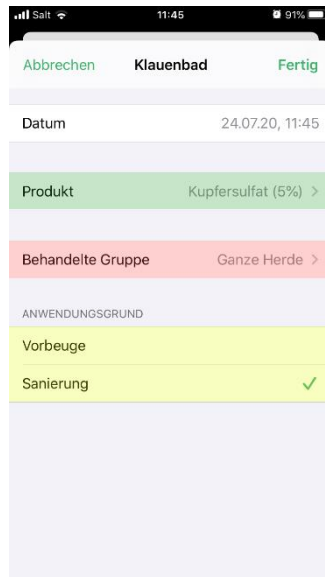 Salt 11:45 91%
Abbrechen Klauenbad Fertig
Datum 24.07.20, 11:45
Produkt Kupfersulfat (5%)
Behandelte Gruppe Ganze Herde
ANWENDUNGSGRUND
Vorbeuge
Sanierung